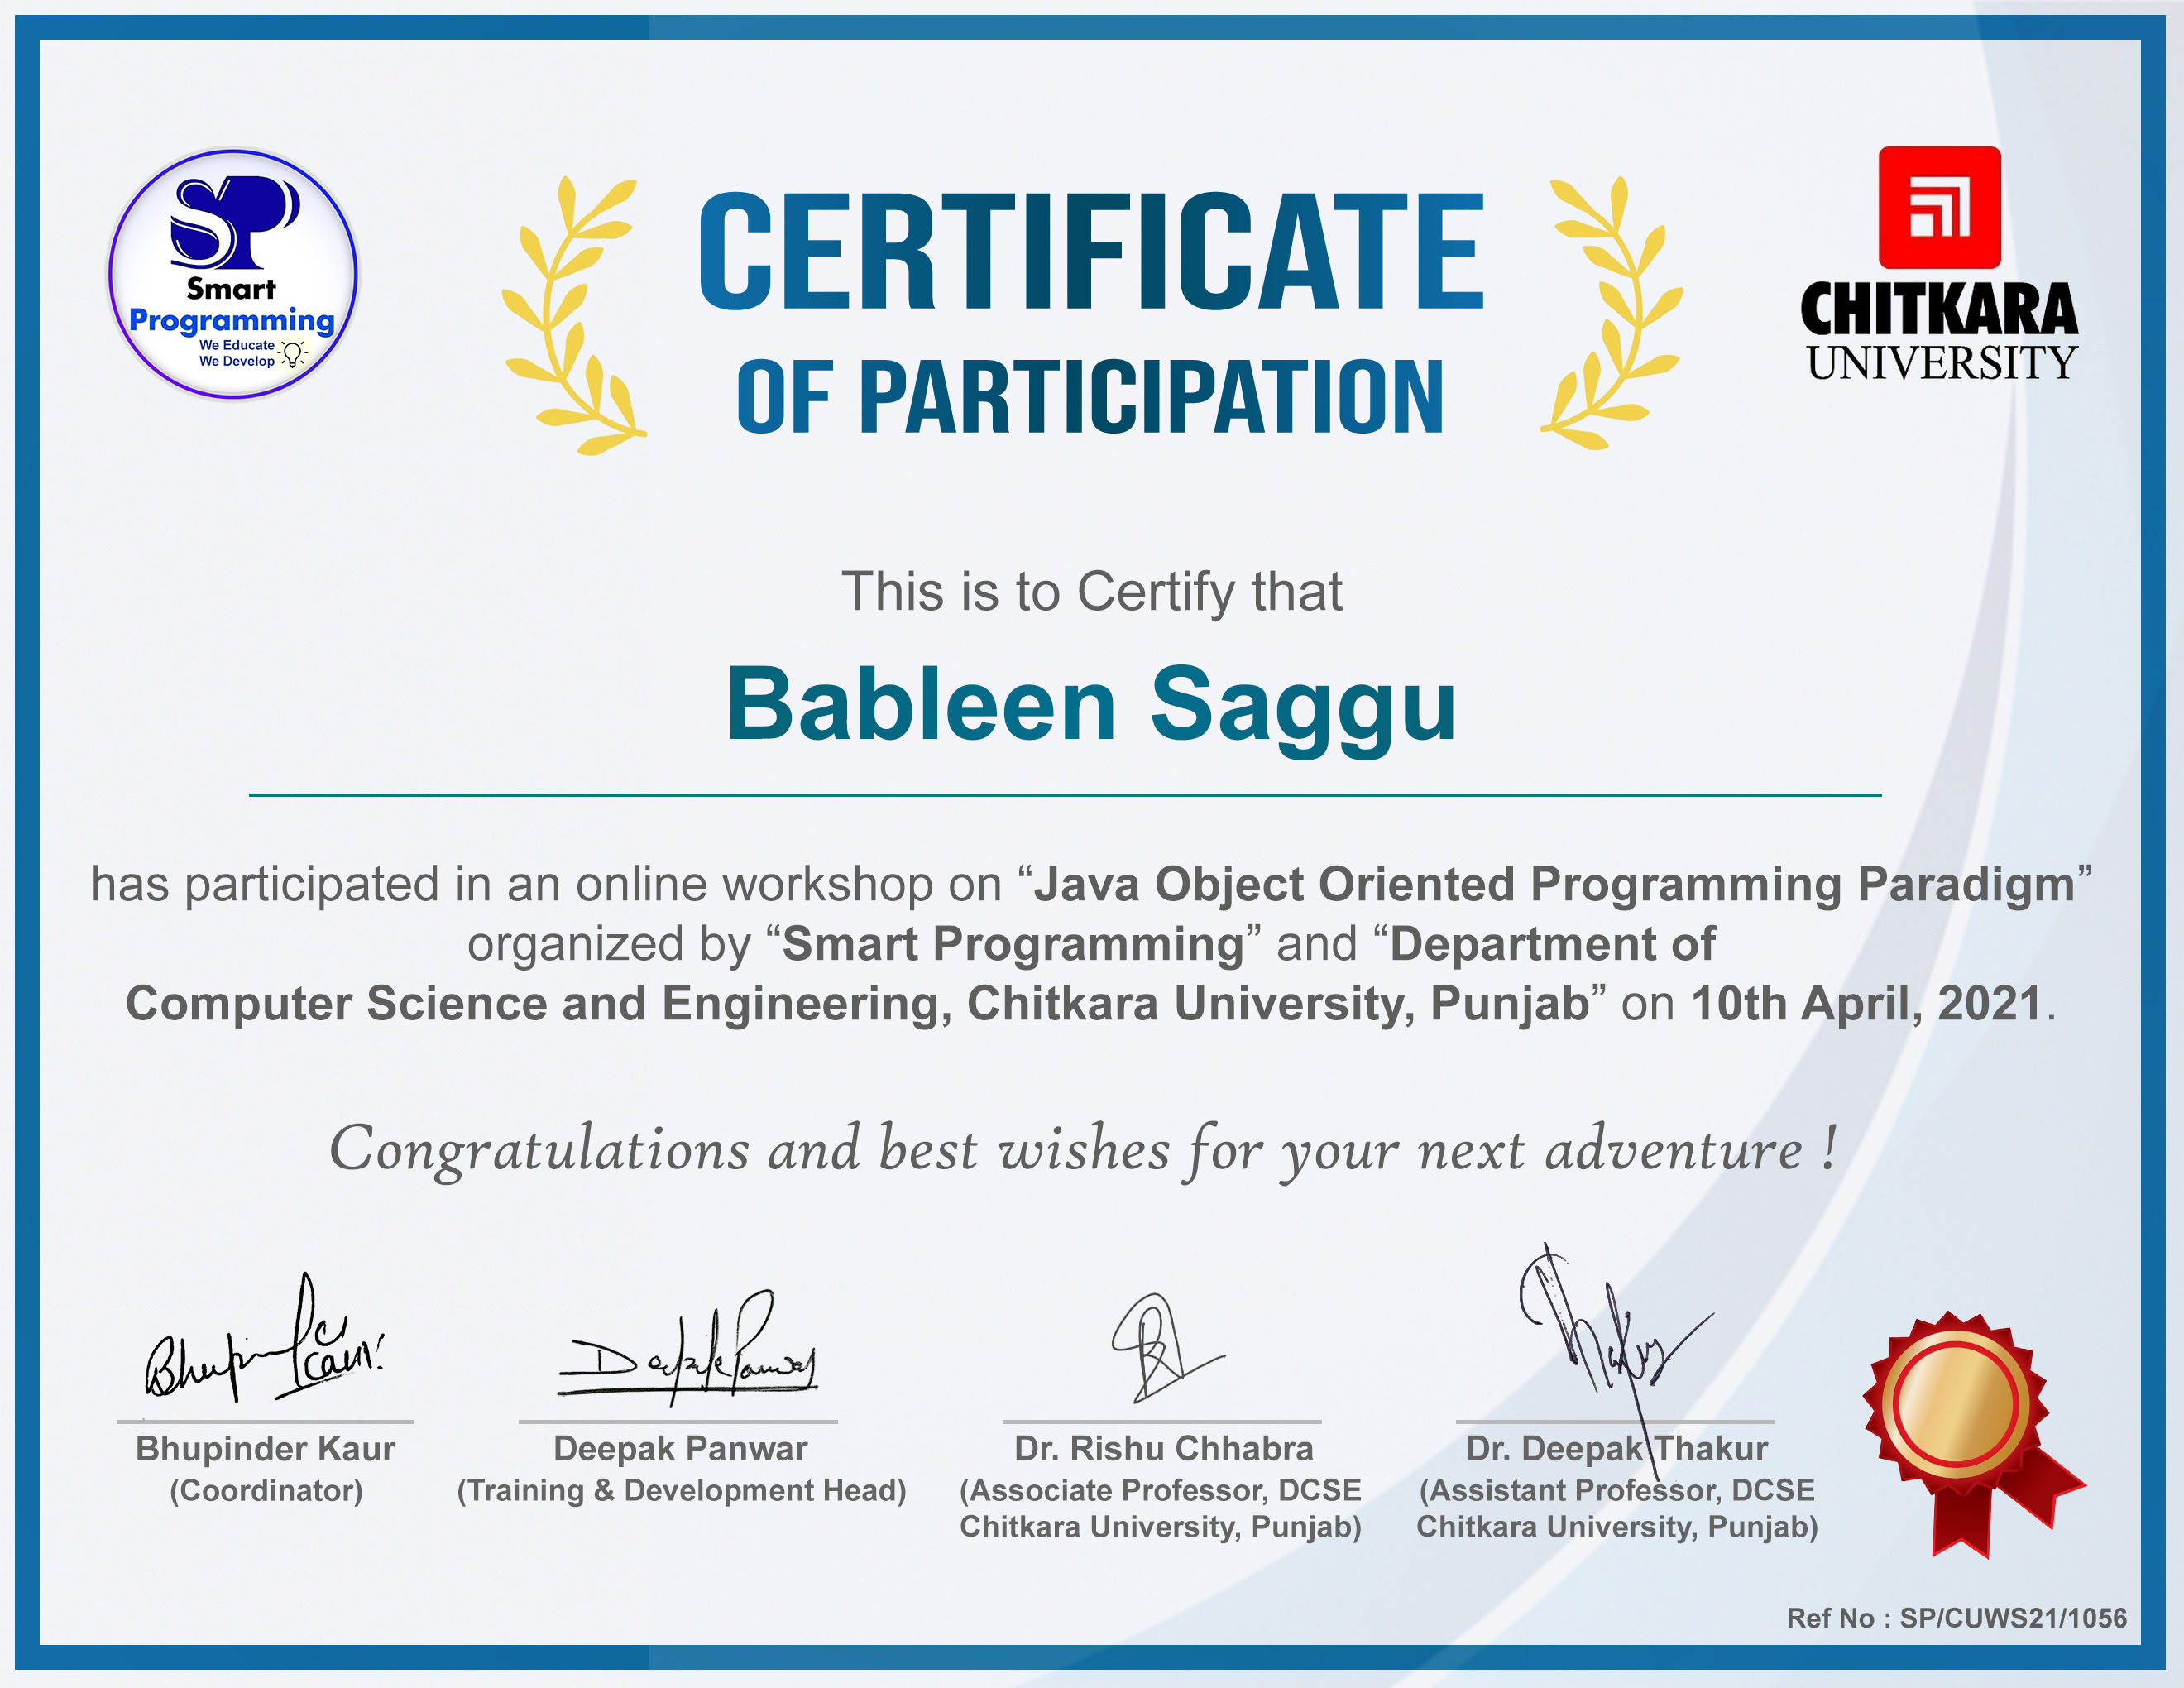 SP
Smart
Programming
We Educate
We Develop
CERTIFICATE
OF PARTICIPATION
CHITKARA
UNIVERSITY
This is to Certify that
Bableen Saggu
has participated in an online workshop on “Java Object Oriented Programming Paradigm”
organized by “Smart Programming” and “Department of
Computer Science and Engineering, Chitkara University, Punjab” on 10th April, 2021.
Congratulations and best wishes for your next adventure !
Bhupinder Kaur
(Coordinator)
Deepak Panwar
(Training & Development Head)
Dr. Rishu Chhabra
(Associate Professor, DCSE
Chitkara University, Punjab)
Dr. Deepak Thakur
(Assistant Professor, DCSE
Chitkara University, Punjab)
Ref No : SP/CUWS21/1056